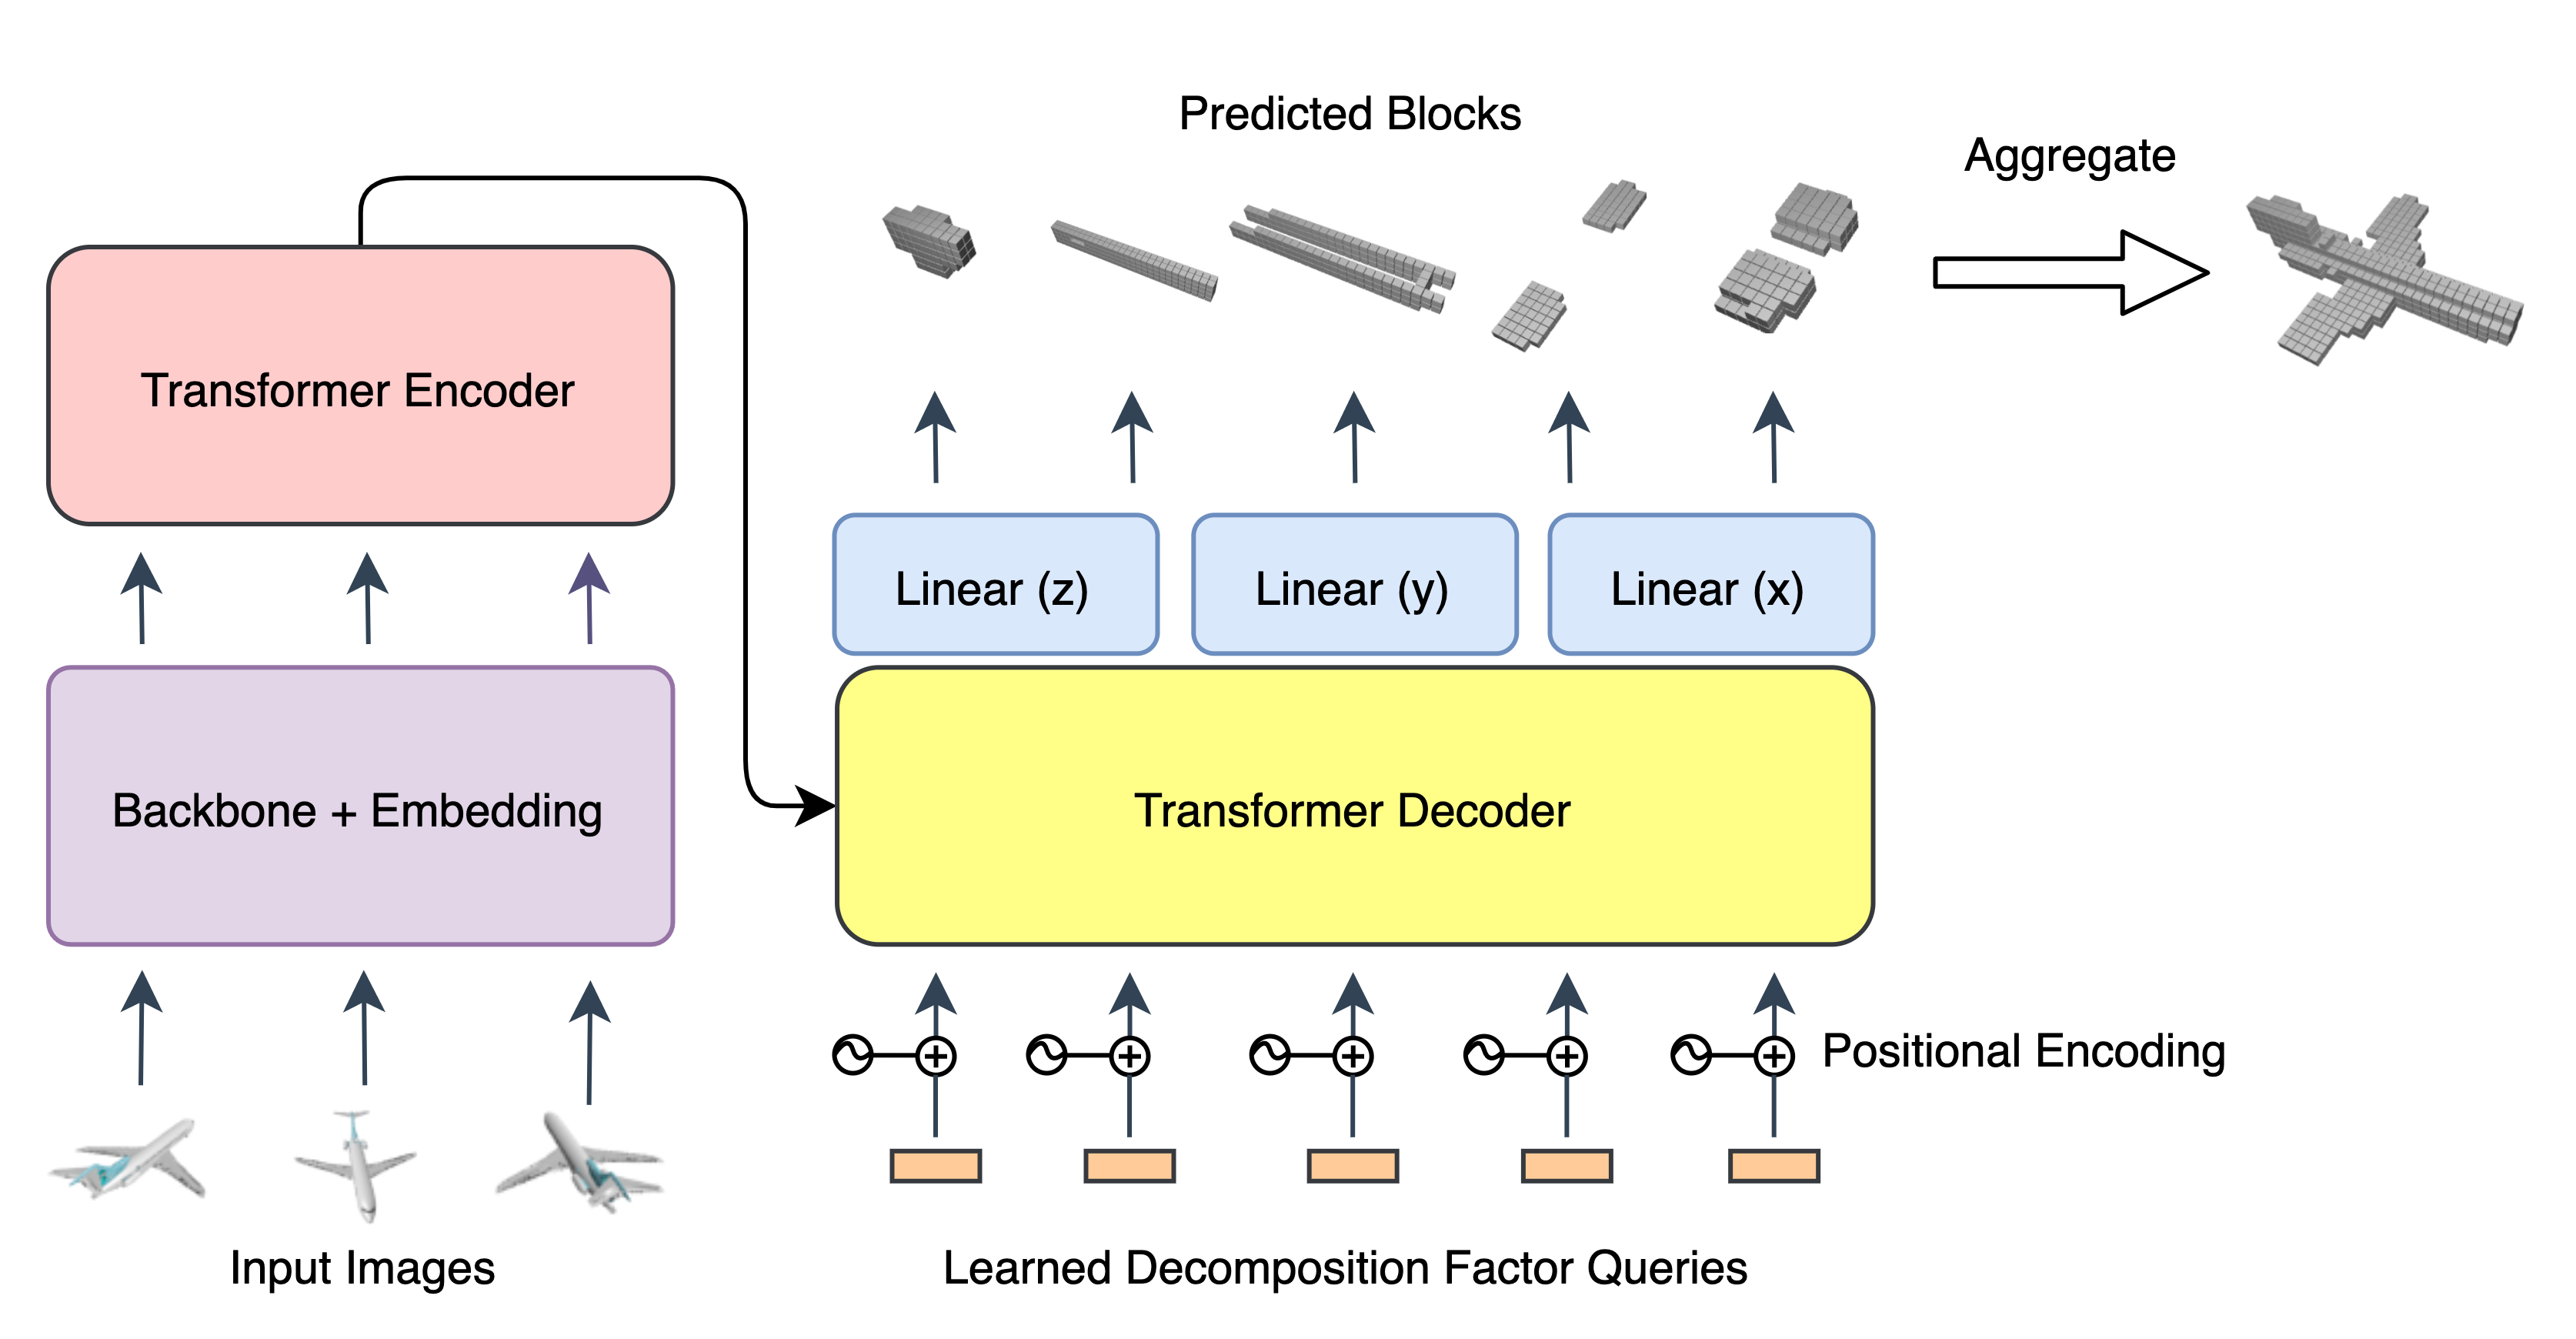 Predicted Blocks
Aggregate
Transformer Encoder
Linear (z)
Linear (y)
Linear (x)
Backbone + Embedding
Transformer Decoder
Positional Encoding
Input Images
Learned Decomposition Factor Queries